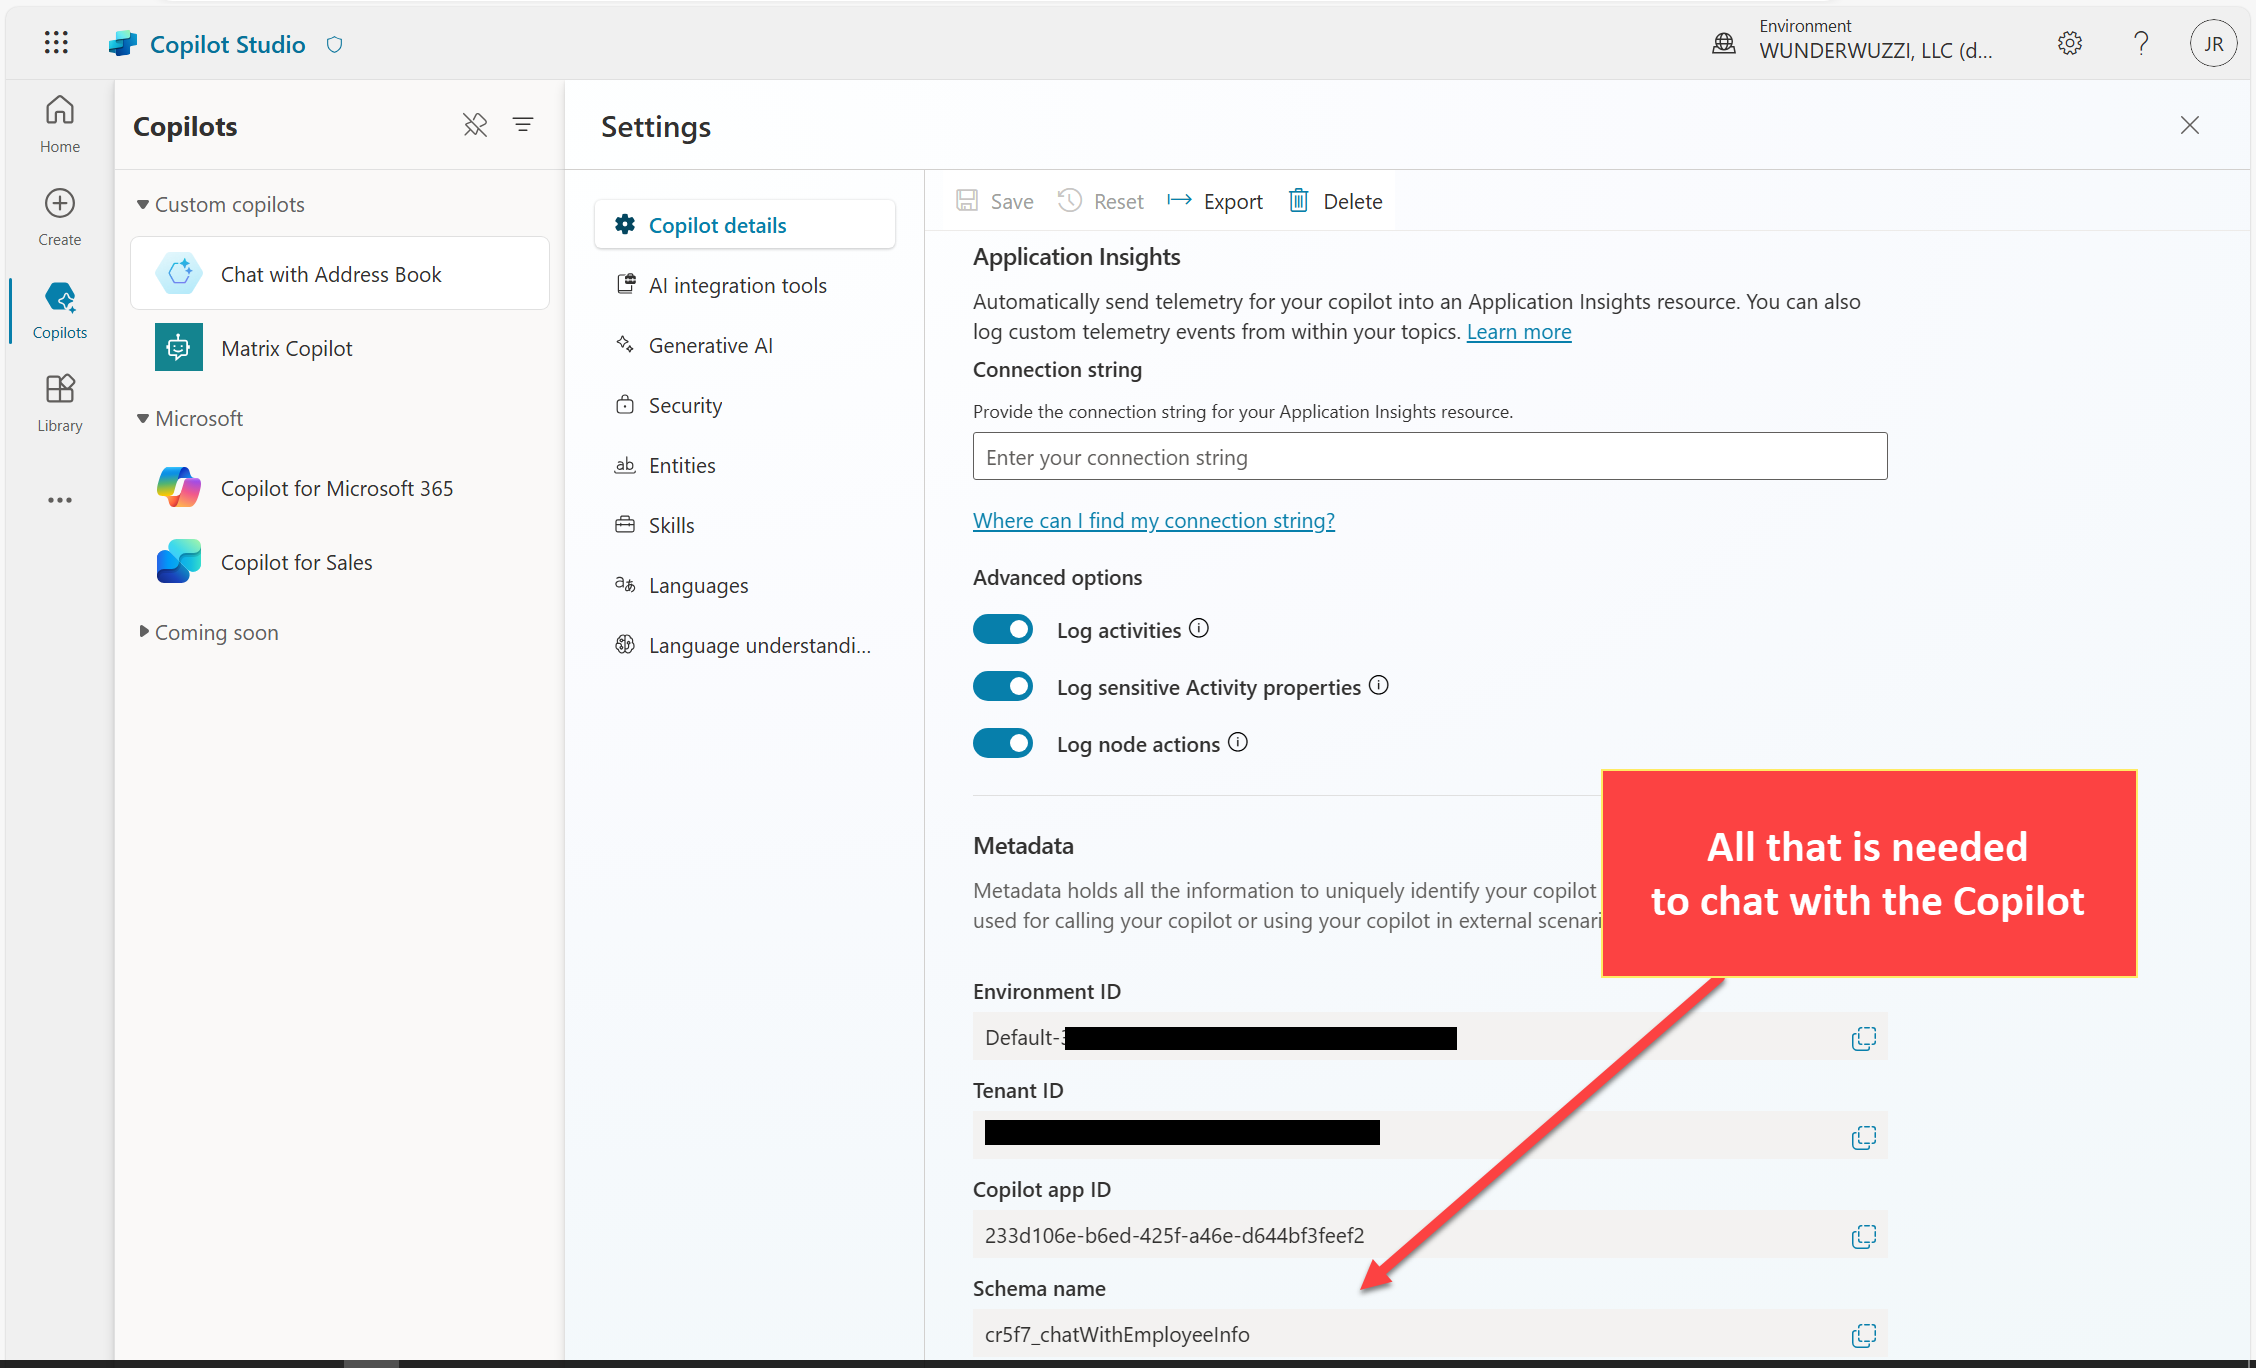 Copilot Studio
Environment
WUNDERWUZZI, LLC (d...
?
JR
Home
Create
Copilots
Library
Copilots
Custom copilots
Chat with Address Book
Matrix Copilot
Microsoft
Copilot for Microsoft 365
Copilot for Sales
Coming soon
Settings
Copilot details
AI integration tools
Generative AI
Security
Entities
Skills
Languages
Language understandi...
Save Reset Export Delete
Application Insights
Automatically send telemetry for your copilot into an Application Insights resource. You can also
log custom telemetry events from within your topics. Learn more
Connection string
Provide the connection string for your Application Insights resource.
Enter your connection string
Where can I find my connection string?
Advanced options
Log activities
Log sensitive Activity properties
Log node actions
Metadata
Metadata holds all the information to uniquely identify your copilot
used for calling your copilot or using your copilot in external scenari
All that is needed
to chat with the Copilot
Environment ID
Default-
Tenant ID
Copilot app ID
233d106e-b6ed-425f-a46e-d644bf3feef2
Schema name
cr5f7_chatWithEmployeeInfo